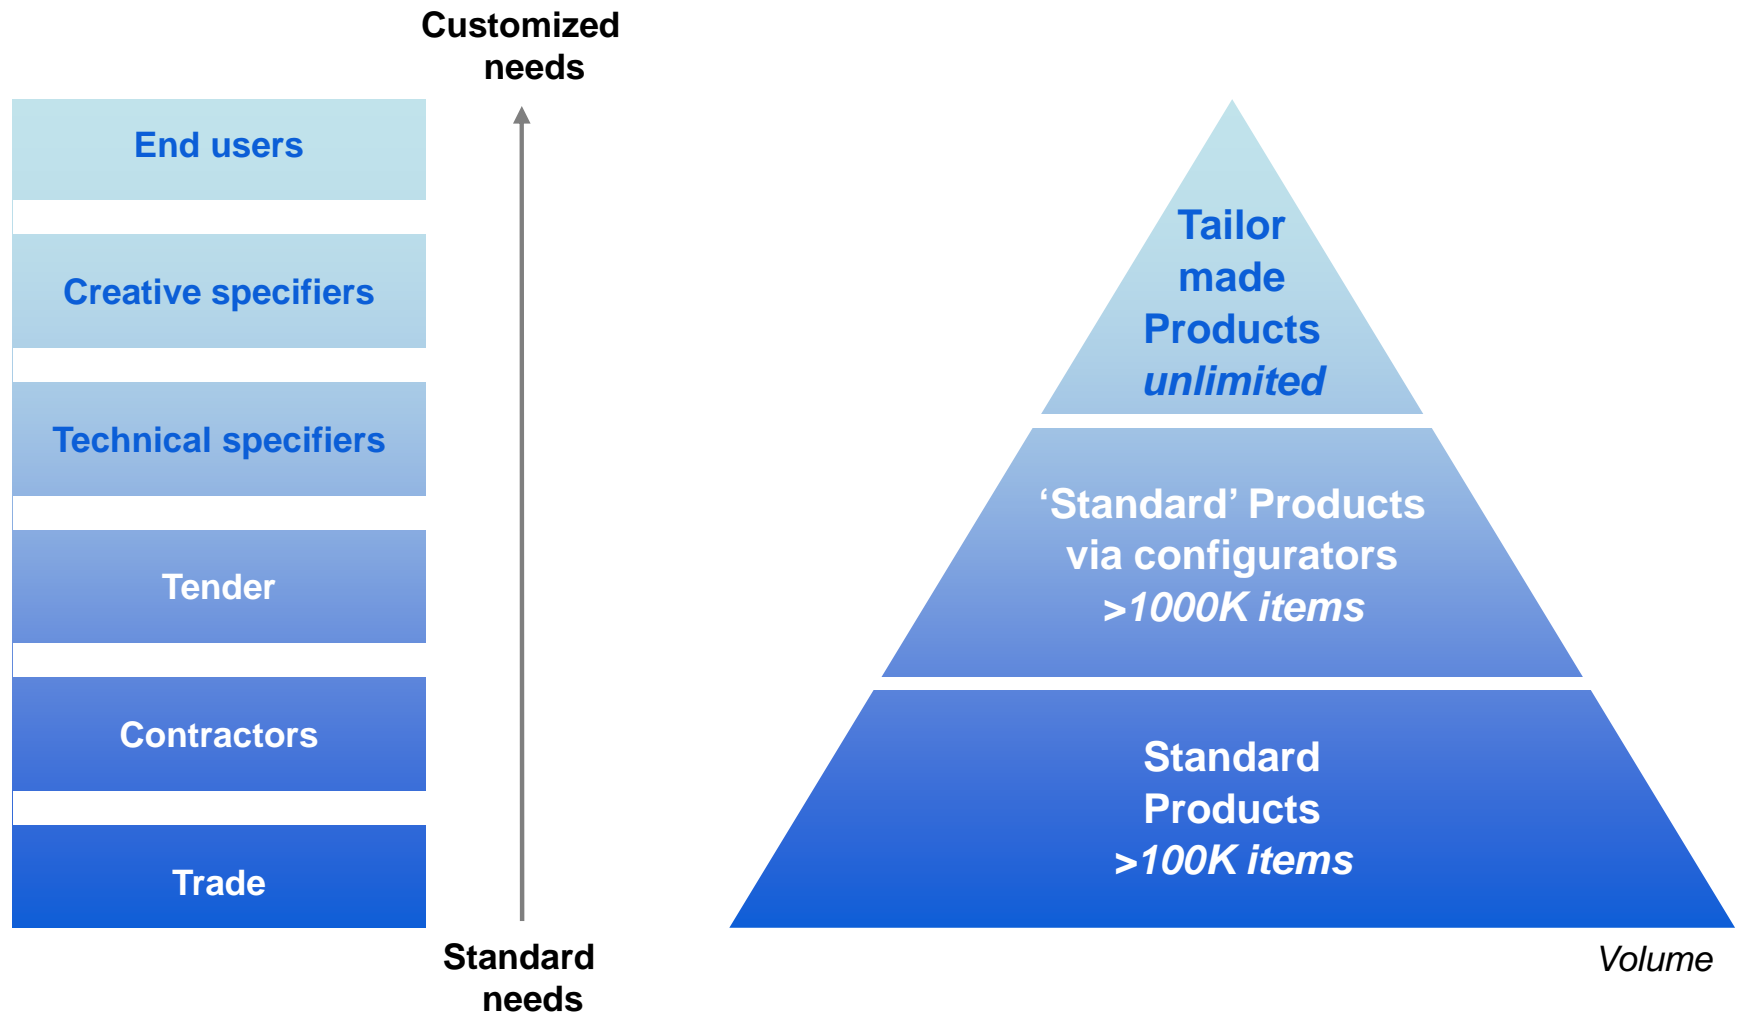 Customized
needs
End users
Creative specifiers
Technical specifiers
Tender
Contractors
Trade
Standard
needs
Tailor
made
Products
unlimited
‘Standard’ Products
via configurators
>1000K items
Standard
Products
>100K items
Volume